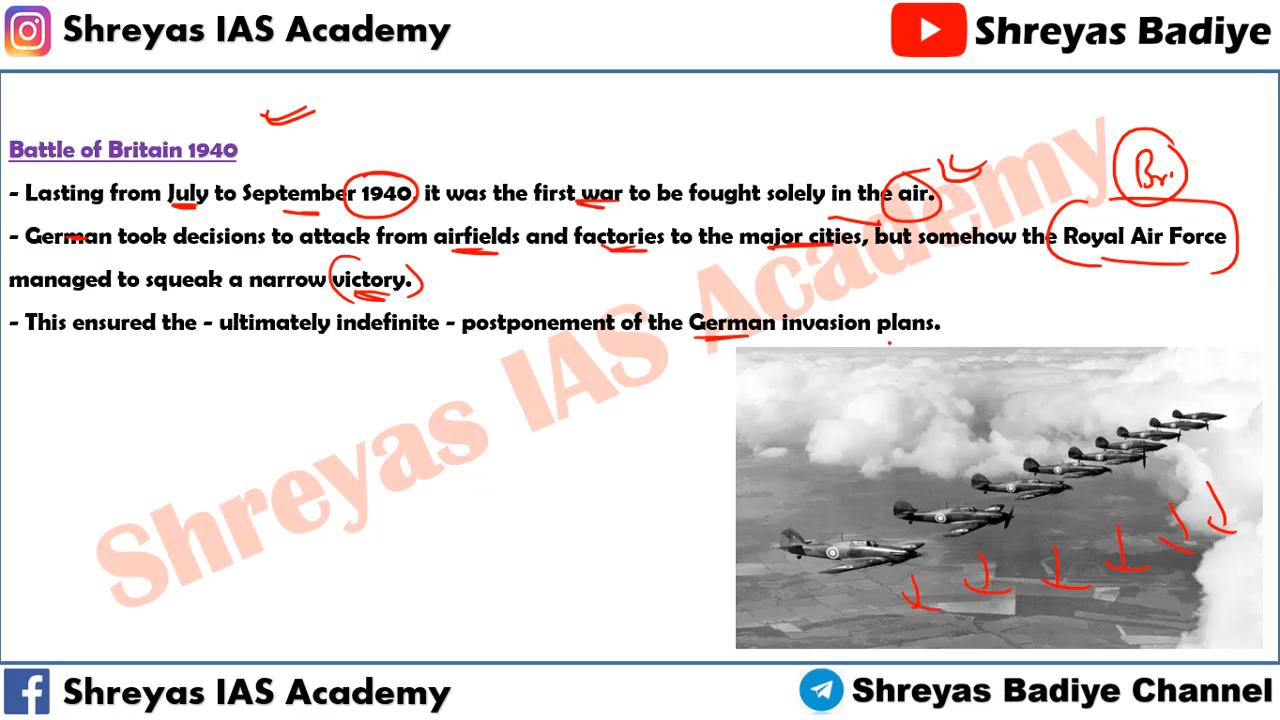 Shreyas IAS Academy
Shreyas Badiye
Battle of Britain 1940
- Lasting from July to September 1940, it was the first war to be fought solely in the air.
Br.
- German took decisions to attack from airfields and factories to the major cities, but somehow the Royal Air Force
managed to squeak a narrow victory.
- This ensured the - ultimately indefinite - postponement of the German invasion plans.
Shreyas IAS Academy
Shreyas IAS Academy
Shreyas Badiye Channel